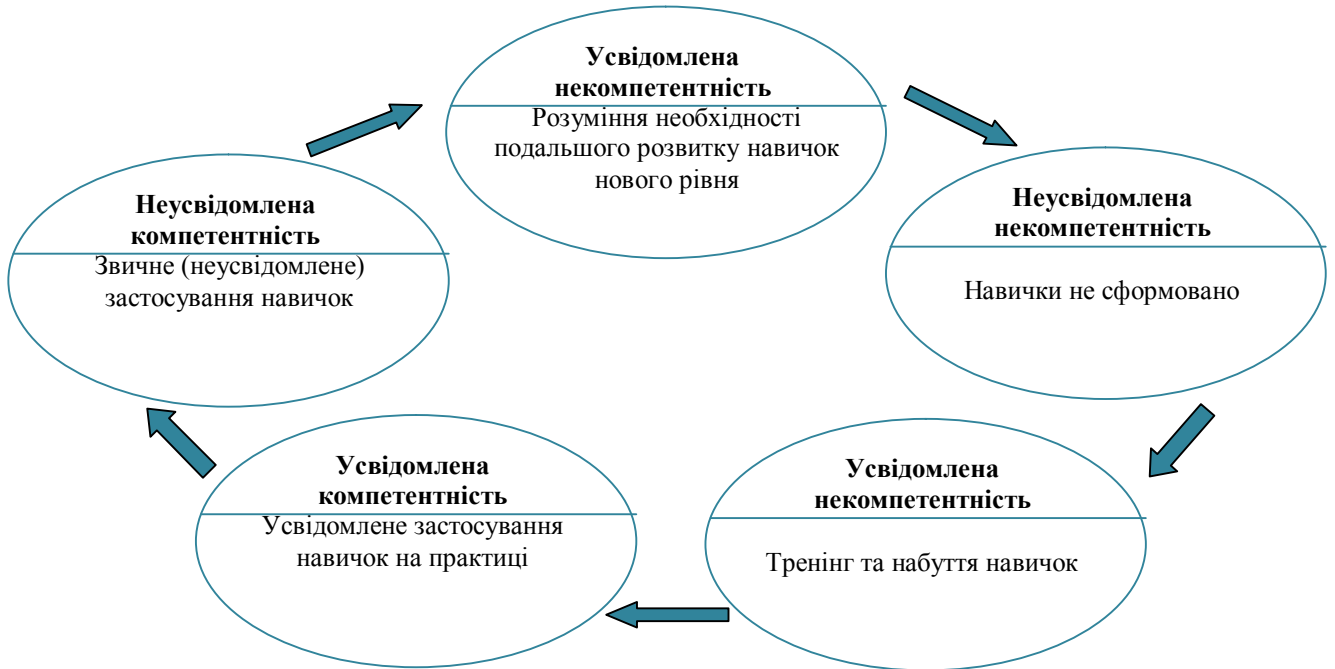 Усвідомлена
некомпетентність
Розуміння необхідності
подальшого розвитку навичок
нового рівня
Неусвідомлена
некомпетентність
Навички не сформовано
Усвідомлена
некомпетентність
Тренінг та набуття навичок
Усвідомлена
компетентність
Усвідомлене застосування
навичок на практиці
Неусвідомлена
компетентність
Звичне (неусвідомлене)
застосування навичок